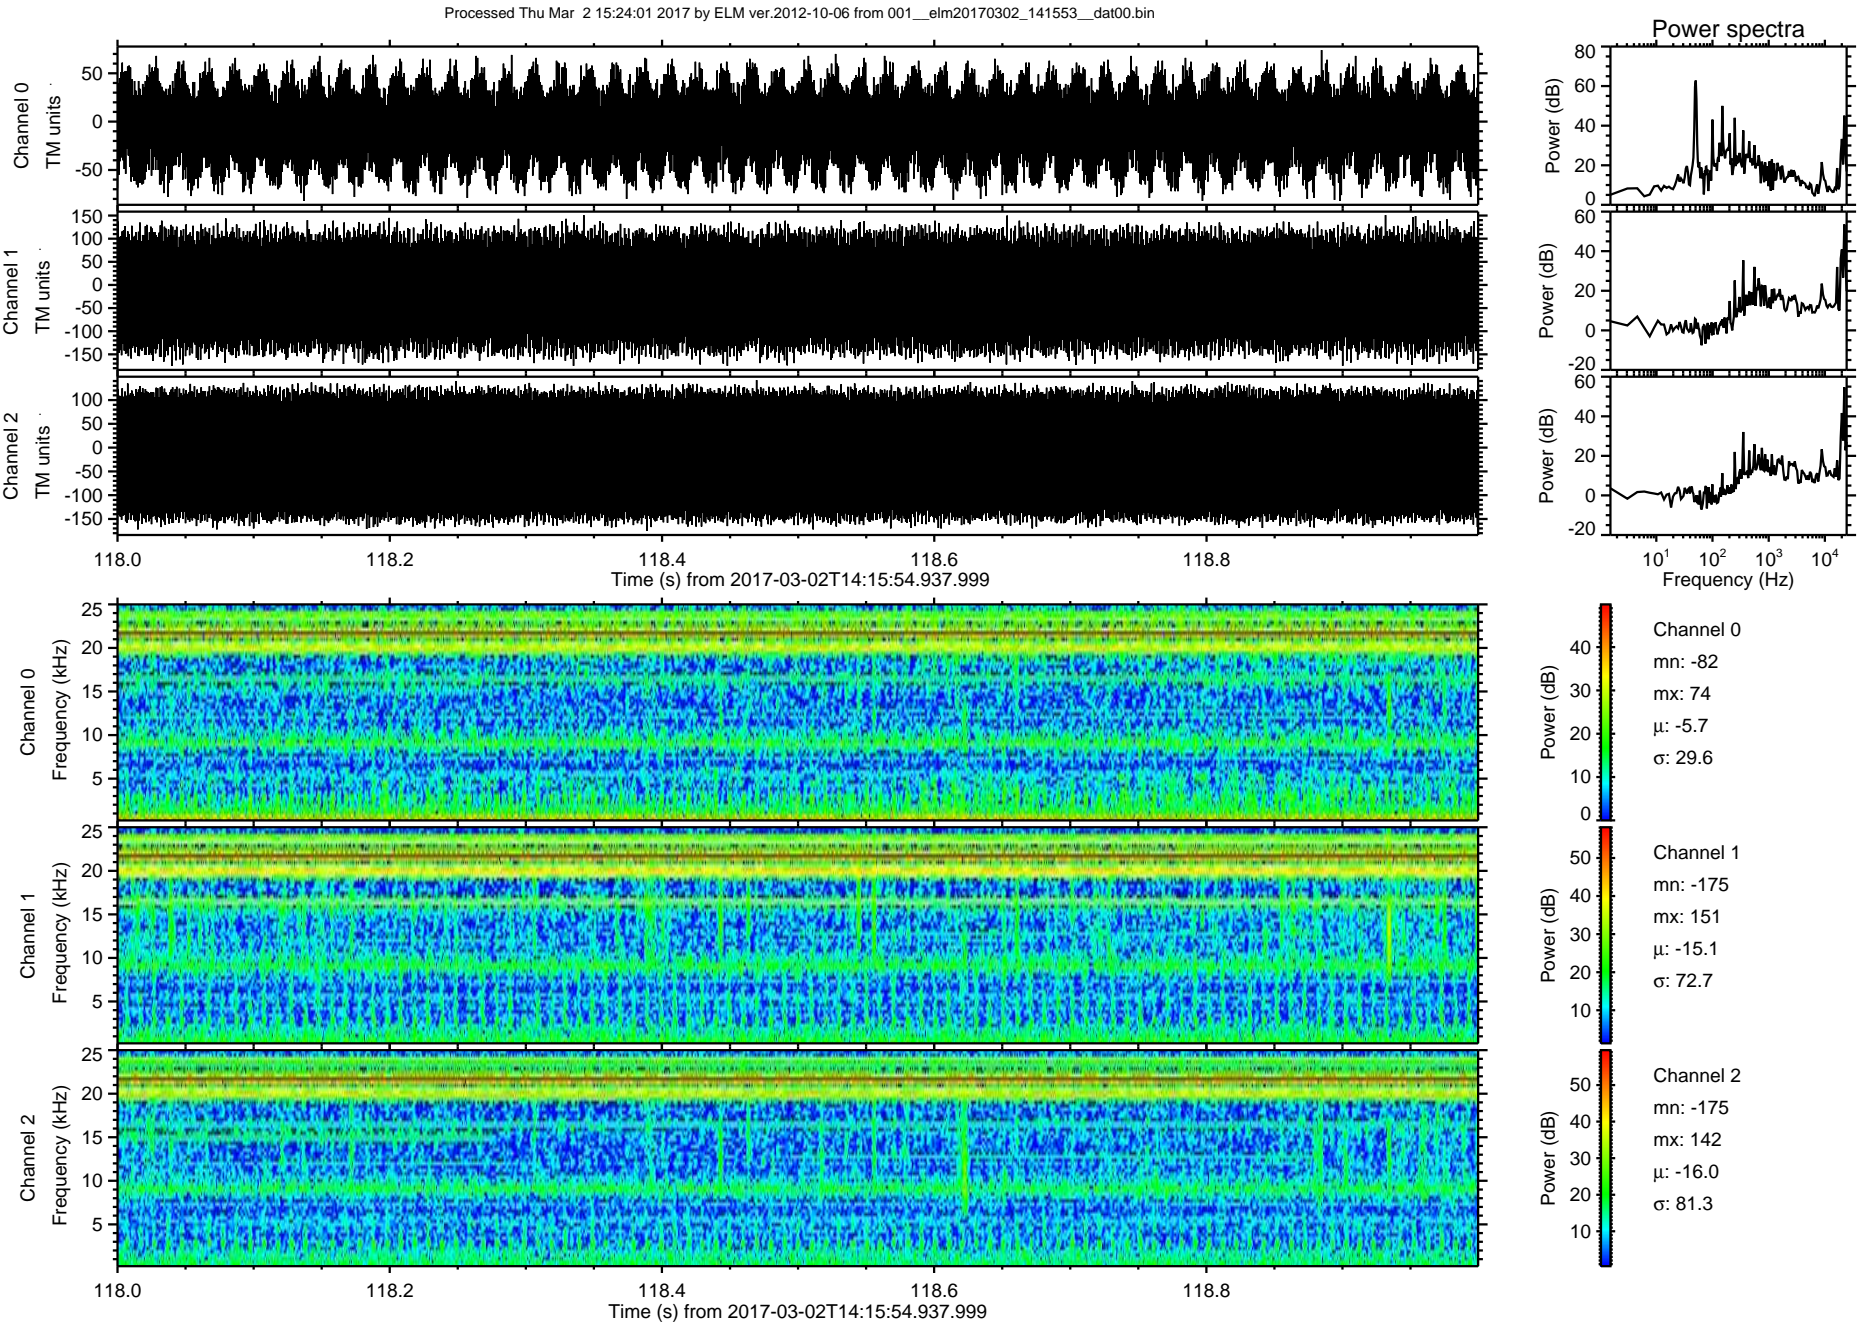 Processed Thu Mar  2 15:24:01 2017 by ELM ver.2012-10-06 from 001__elm20170302_141553__dat00.bin
Power spectra
Channel 0
TM units
50
0
-50
Power (dB)
80
60
40
20
0
Channel 1
TM units
150
100
50
0
-50
-100
-150
Power (dB)
60
40
20
0
-20
Channel 2
TM units
100
50
0
-50
-100
-150
Power (dB)
60
40
20
0
-20
118.0 118.2 118.4 118.6 118.8
Time (s) from 2017-03-02T14:15:54.937.999
10¹ 10² 10³ 10⁴
Frequency (Hz)
Channel 0
Frequency (kHz)
25
20
15
10
5
Power (dB)
40
30
20
10
0
Channel 0
mn: -82
mx: 74
μ: -5.7
σ: 29.6
Channel 1
Frequency (kHz)
25
20
15
10
5
Power (dB)
50
40
30
20
10
Channel 1
mn: -175
mx: 151
μ: -15.1
σ: 72.7
Channel 2
Frequency (kHz)
25
20
15
10
5
Power (dB)
50
40
30
20
10
Channel 2
mn: -175
mx: 142
μ: -16.0
σ: 81.3
118.0 118.2 118.4 118.6 118.8
Time (s) from 2017-03-02T14:15:54.937.999